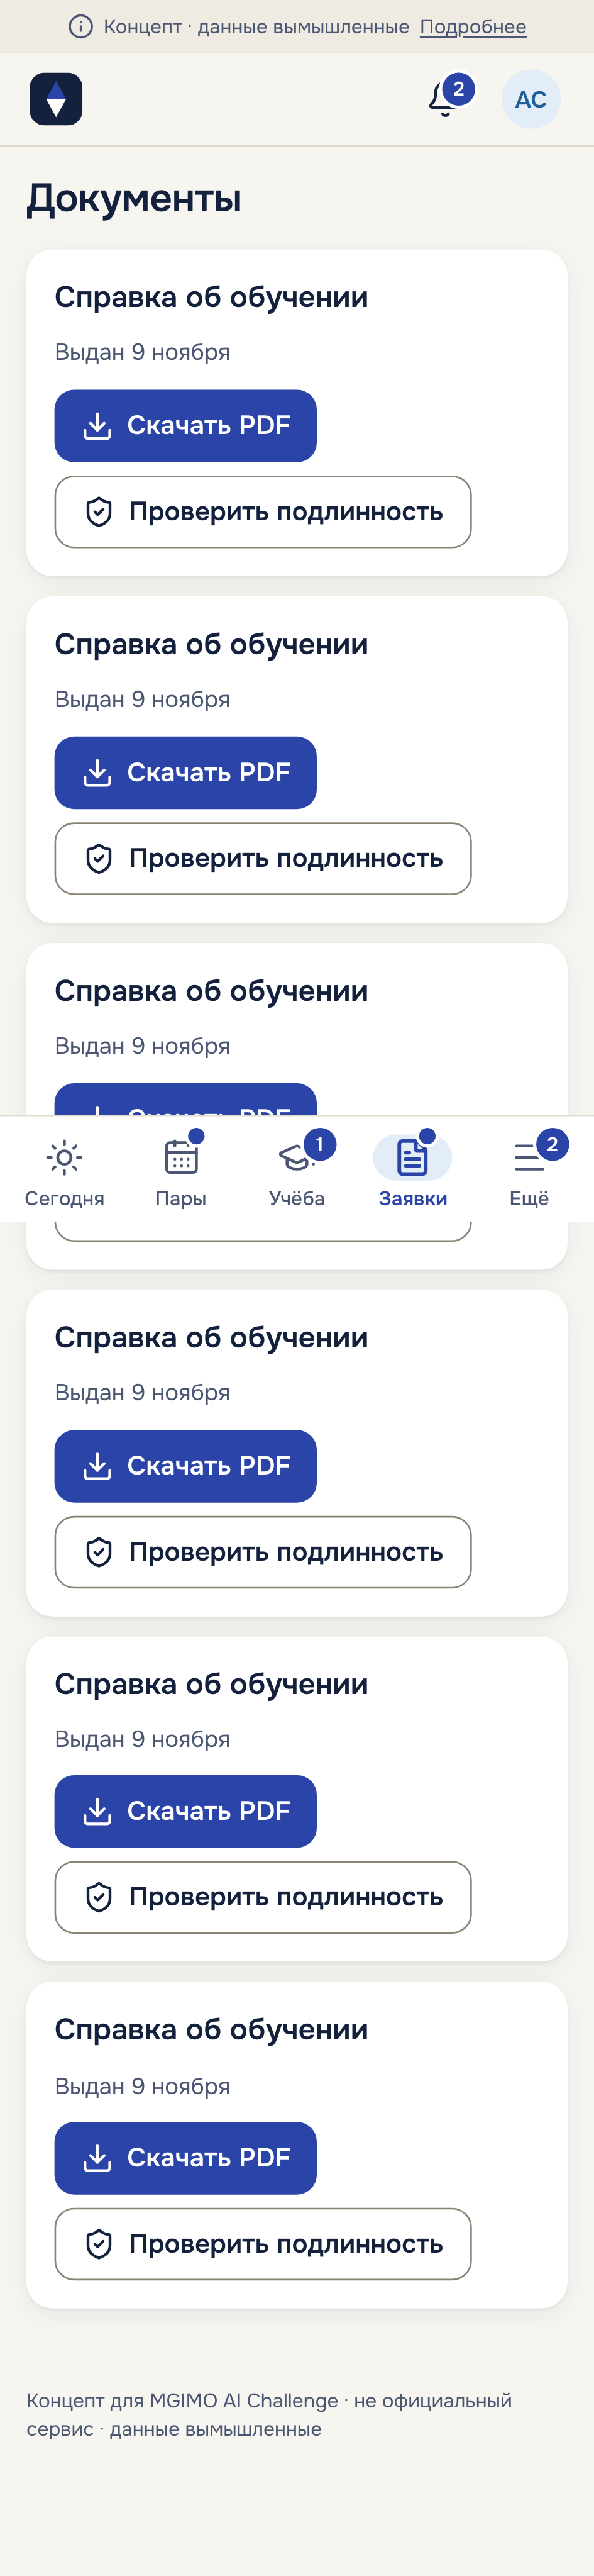 Концепт · данные вымышленные Подробнее
2
АС
Документы
Справка об обучении
Выдан 9 ноября
Скачать PDF
Проверить подлинность
Справка об обучении
Выдан 9 ноября
Скачать PDF
Проверить подлинность
Справка об обучении
Выдан 9 ноября
Скачать PDF
1
2
Сегодня Пары Учёба Заявки Ещё
Справка об обучении
Выдан 9 ноября
Скачать PDF
Проверить подлинность
Справка об обучении
Выдан 9 ноября
Скачать PDF
Проверить подлинность
Справка об обучении
Выдан 9 ноября
Скачать PDF
Проверить подлинность
Концепт для MGIMO AI Challenge · не официальный
сервис · данные вымышленные